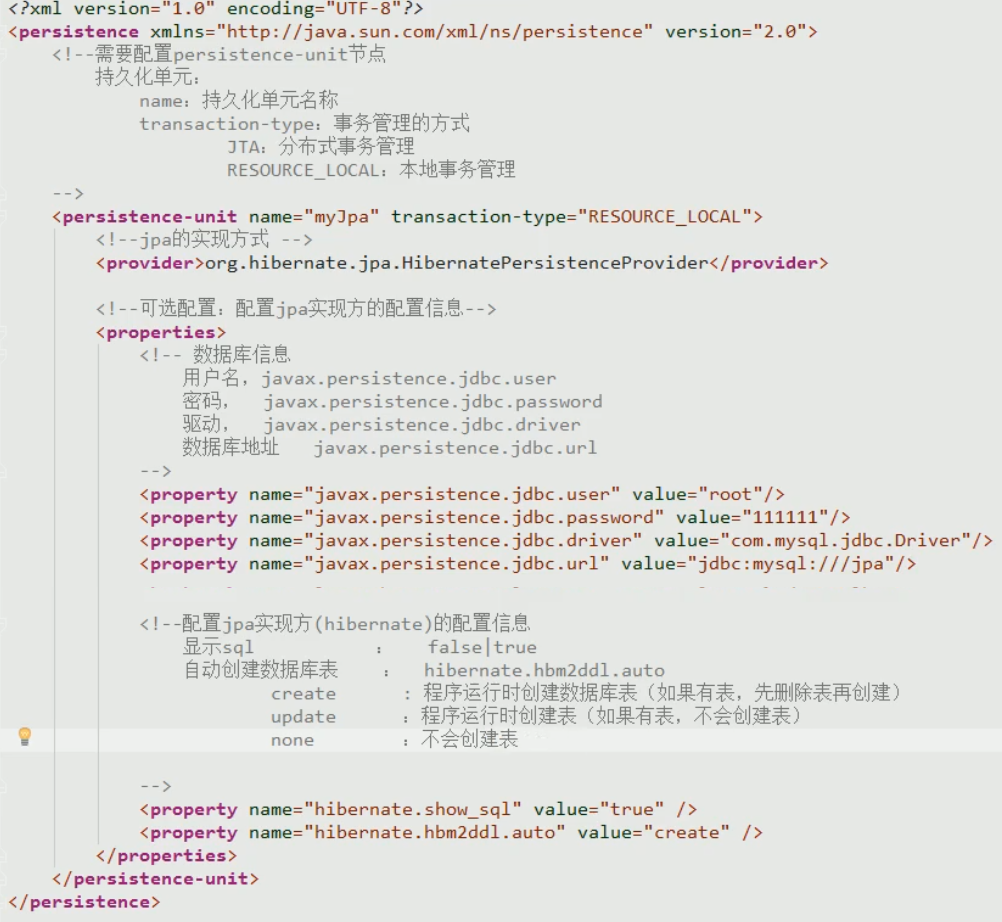 <?xml version="1.0" encoding="UTF-8"?>
<persistence xmlns="http://java.sun.com/xml/ns/persistence" version="2.0">
<!--需要配置persistence-unit节点
持久化单元：
name：持久化单元名称
transaction-type：事务管理的方式
JTA：分布式事务管理
RESOURCE_LOCAL：本地事务管理
-->
<persistence-unit name="myJpa" transaction-type="RESOURCE_LOCAL">
<!--jpa的实现方式 -->
<provider>org.hibernate.jpa.HibernatePersistenceProvider</provider>
<!--可选配置：配置jpa实现方的配置信息-->
<properties>
<!-- 数据库信息
用户名，javax.persistence.jdbc.user
密码，  javax.persistence.jdbc.password
驱动，  javax.persistence.jdbc.driver
数据库地址   javax.persistence.jdbc.url
-->
<property name="javax.persistence.jdbc.user" value="root"/>
<property name="javax.persistence.jdbc.password" value="111111"/>
<property name="javax.persistence.jdbc.driver" value="com.mysql.jdbc.Driver"/>
<property name="javax.persistence.jdbc.url" value="jdbc:mysql:///jpa"/>
<!--配置jpa实现方(hibernate)的配置信息
显示sql           ：   false|true
自动创建数据库表    ：   hibernate.hbm2ddl.auto
create      ：程序运行时创建数据库表（如果有表，先删除表再创建）
update      ：程序运行时创建表（如果有表，不会创建表）
none        ：不会创建表
-->
<property name="hibernate.show_sql" value="true" />
<property name="hibernate.hbm2ddl.auto" value="create" />
</properties>
</persistence-unit>
</persistence>